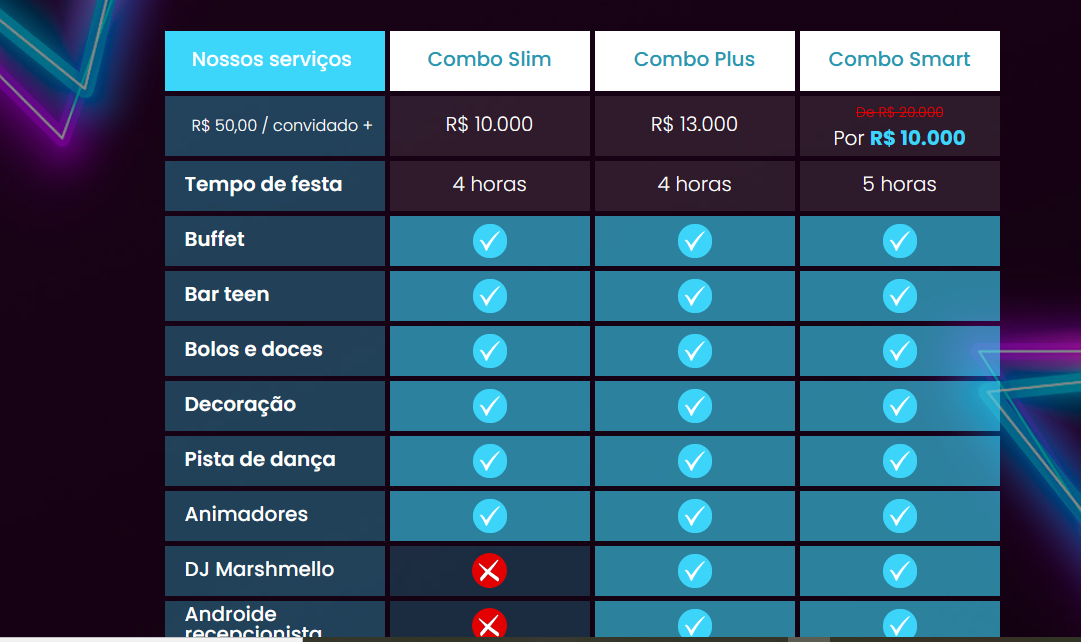 Nossos serviços Combo Slim Combo Plus Combo Smart
De R$ 20.000
R$ 50,00 / convidado + R$ 10.000 R$ 13.000
Por R$ 10.000
Tempo de festa 4 horas 4 horas 5 horas
Buffet
Bar teen
Bolos e doces
Decoração
Pista de dança
Animadores
DJ Marshmello
Androide
recepcionista